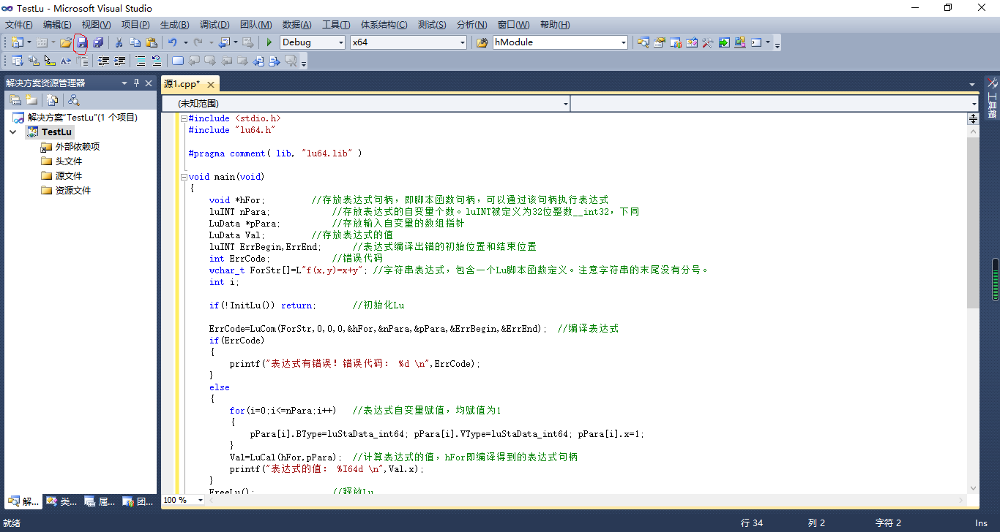 TestLu - Microsoft Visual Studio
文件(F) 编辑(E) 视图(V) 项目(P) 生成(B) 调试(D) 团队(M) 数据(A) 工具(T) 体系结构(C) 测试(S) 分析(N) 窗口(W) 帮助(H)
Debug x64 hModule
解决方案资源管理器
源1.cpp*
(未知范围)
工具箱
解决方案"TestLu"(1 个项目)
TestLu
外部依赖项
头文件
源文件
资源文件
#include <stdio.h>
#include "lu64.h"
#pragma comment( lib, "lu64.lib" )
void main(void)
{
void *hFor; //存放表达式句柄，即脚本函数句柄，可以通过该句柄执行表达式
luINT nPara; //存放表达式的自变量个数。luINT被定义为32位整数__int32，下同
LuData *pPara; //存放输入自变量的数组指针
LuData Val; //存放表达式的值
luINT ErrBegin,ErrEnd; //表达式编译出错的初始位置和结束位置
int ErrCode; //错误代码
wchar_t ForStr[]=L"f(x,y)=x+y"; //字符串表达式，包含一个Lu脚本函数定义。注意字符串的末尾没有分号。
int i;
if(!InitLu()) return; //初始化Lu
ErrCode=LuCom(ForStr,0,0,0,&hFor,&nPara,&pPara,&ErrBegin,&ErrEnd); //编译表达式
if(ErrCode)
{
printf("表达式有错误！错误代码： %d \n",ErrCode);
}
else
{
for(i=0;i<=nPara;i++) //表达式自变量赋值，均赋值为1
{
pPara[i].BType=luStaData_int64; pPara[i].VType=luStaData_int64; pPara[i].x=1;
}
Val=LuCal(hFor,pPara); //计算表达式的值，hFor即编译得到的表达式句柄
printf("表达式的值： %I64d \n",Val.x);
}
FreeLu(); //释放Lu
100 %
解... 类... 属... 团...
就绪 行 34 列 2 字符 2 Ins